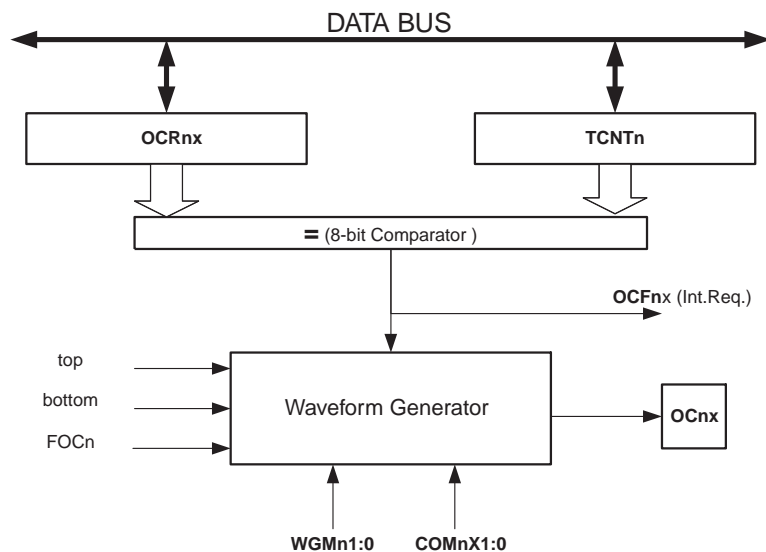 DATA BUS
OCRnx
TCNTn
= (8-bit Comparator )
OCFnx (Int.Req.)
top
bottom
FOCn
Waveform Generator
OCnx
WGMn1:0
COMnX1:0